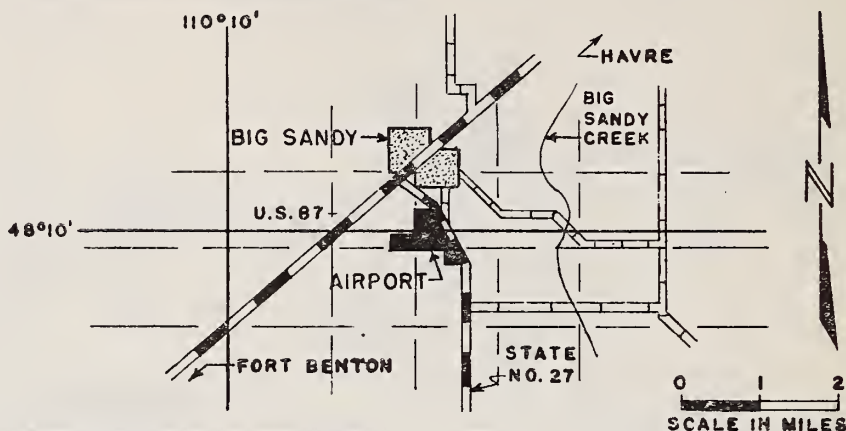 110°10'
HAVRE
BIG
SANDY
CREEK
BIG SANDY
N
U.S. 87
48°10'
AIRPORT
FORT BENTON
STATE
NO. 27
0 1 2
SCALE IN MILES